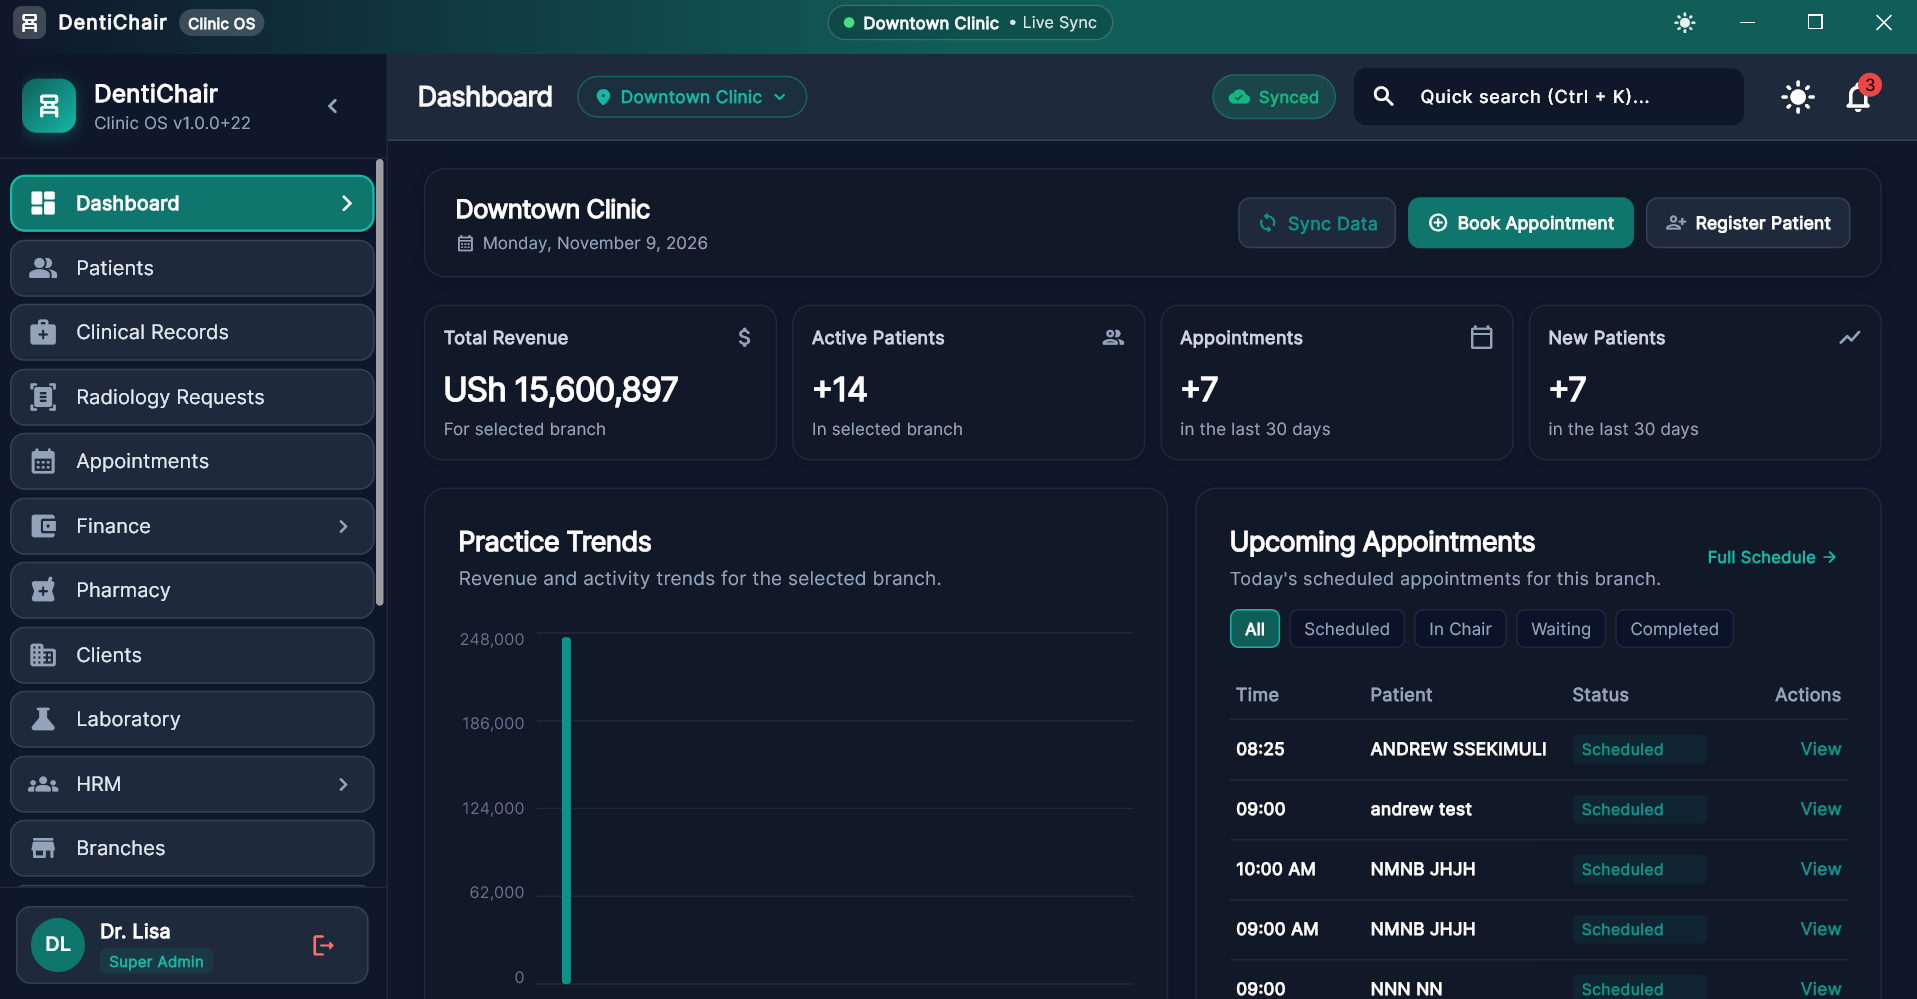 DentiChair Clinic OS
Downtown Clinic • Live Sync
DentiChair
Clinic OS v1.0.0+22
Dashboard
Patients
Clinical Records
Radiology Requests
Appointments
Finance
Pharmacy
Clients
Laboratory
HRM
Branches
DL
Dr. Lisa
Super Admin
Dashboard
Downtown Clinic
Synced
Quick search (Ctrl + K)...
3
Downtown Clinic
Monday, November 9, 2026
Sync Data
Book Appointment
Register Patient
Total Revenue $
USh 15,600,897
For selected branch
Active Patients
+14
In selected branch
Appointments
+7
in the last 30 days
New Patients
+7
in the last 30 days
Practice Trends
Revenue and activity trends for the selected branch.
248,000
186,000
124,000
62,000
0
Upcoming Appointments
Today's scheduled appointments for this branch.
Full Schedule →
All Scheduled In Chair Waiting Completed
Time Patient Status Actions
08:25 ANDREW SSEKIMULI Scheduled View
09:00 andrew test Scheduled View
10:00 AM NMNB JHJH Scheduled View
09:00 AM NMNB JHJH Scheduled View
09:00 NNN NN Scheduled View